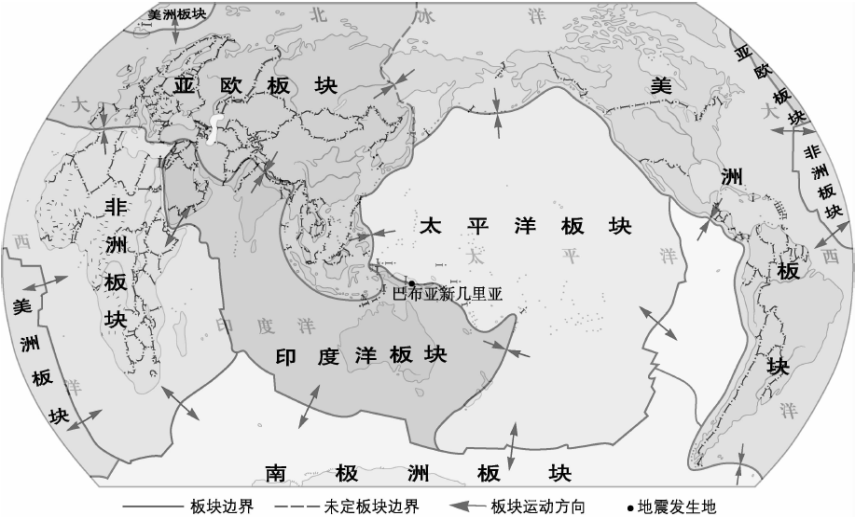 美洲板块
北 冰 洋
亚欧板块
美
洲
板
块
大
西
洋
亚欧板块
非洲板块
大
西
洋
非
洲
板
块
美
洲
板
块
太平洋板块
太 平 洋
巴布亚新几里亚
印度洋
印度洋板块
南极洲板块
板块边界
未定板块边界
板块运动方向
地震发生地